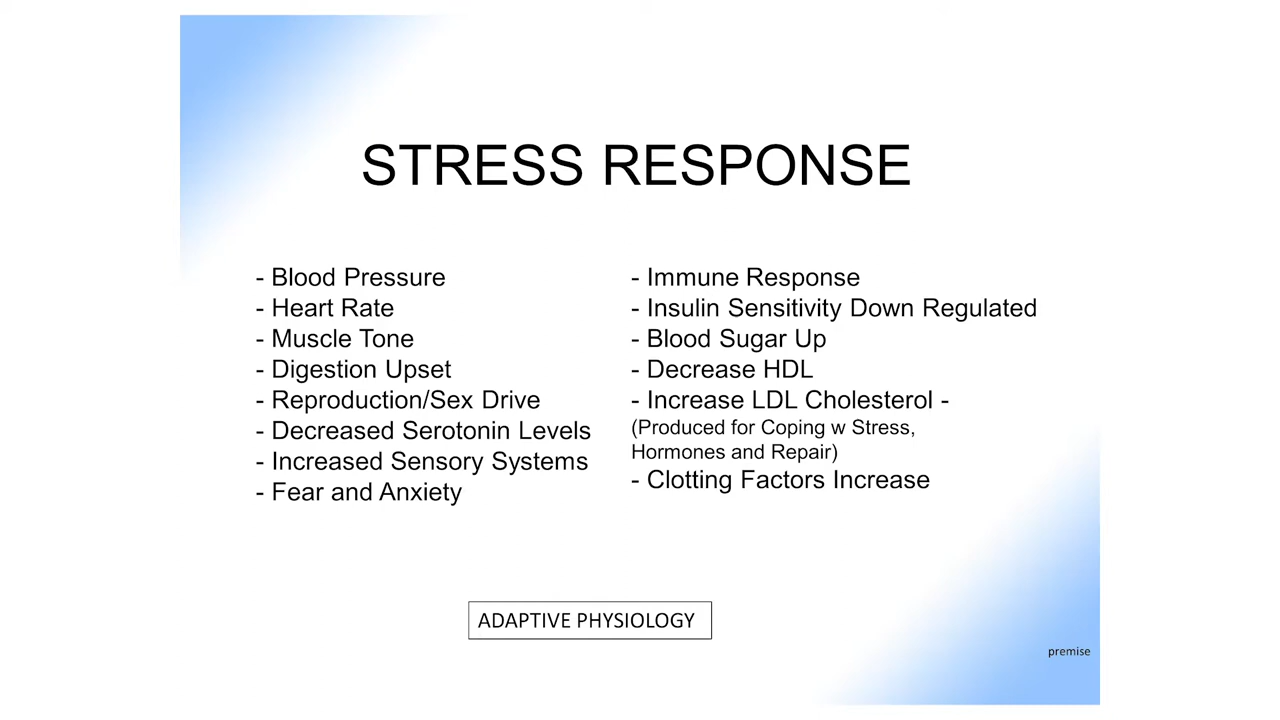 STRESS RESPONSE
- Blood Pressure
- Heart Rate
- Muscle Tone
- Digestion Upset
- Reproduction/Sex Drive
- Decreased Serotonin Levels
- Increased Sensory Systems
- Fear and Anxiety
- Immune Response
- Insulin Sensitivity Down Regulated
- Blood Sugar Up
- Decrease HDL
- Increase LDL Cholesterol -
(Produced for Coping w Stress,
Hormones and Repair)
- Clotting Factors Increase
ADAPTIVE PHYSIOLOGY
premise